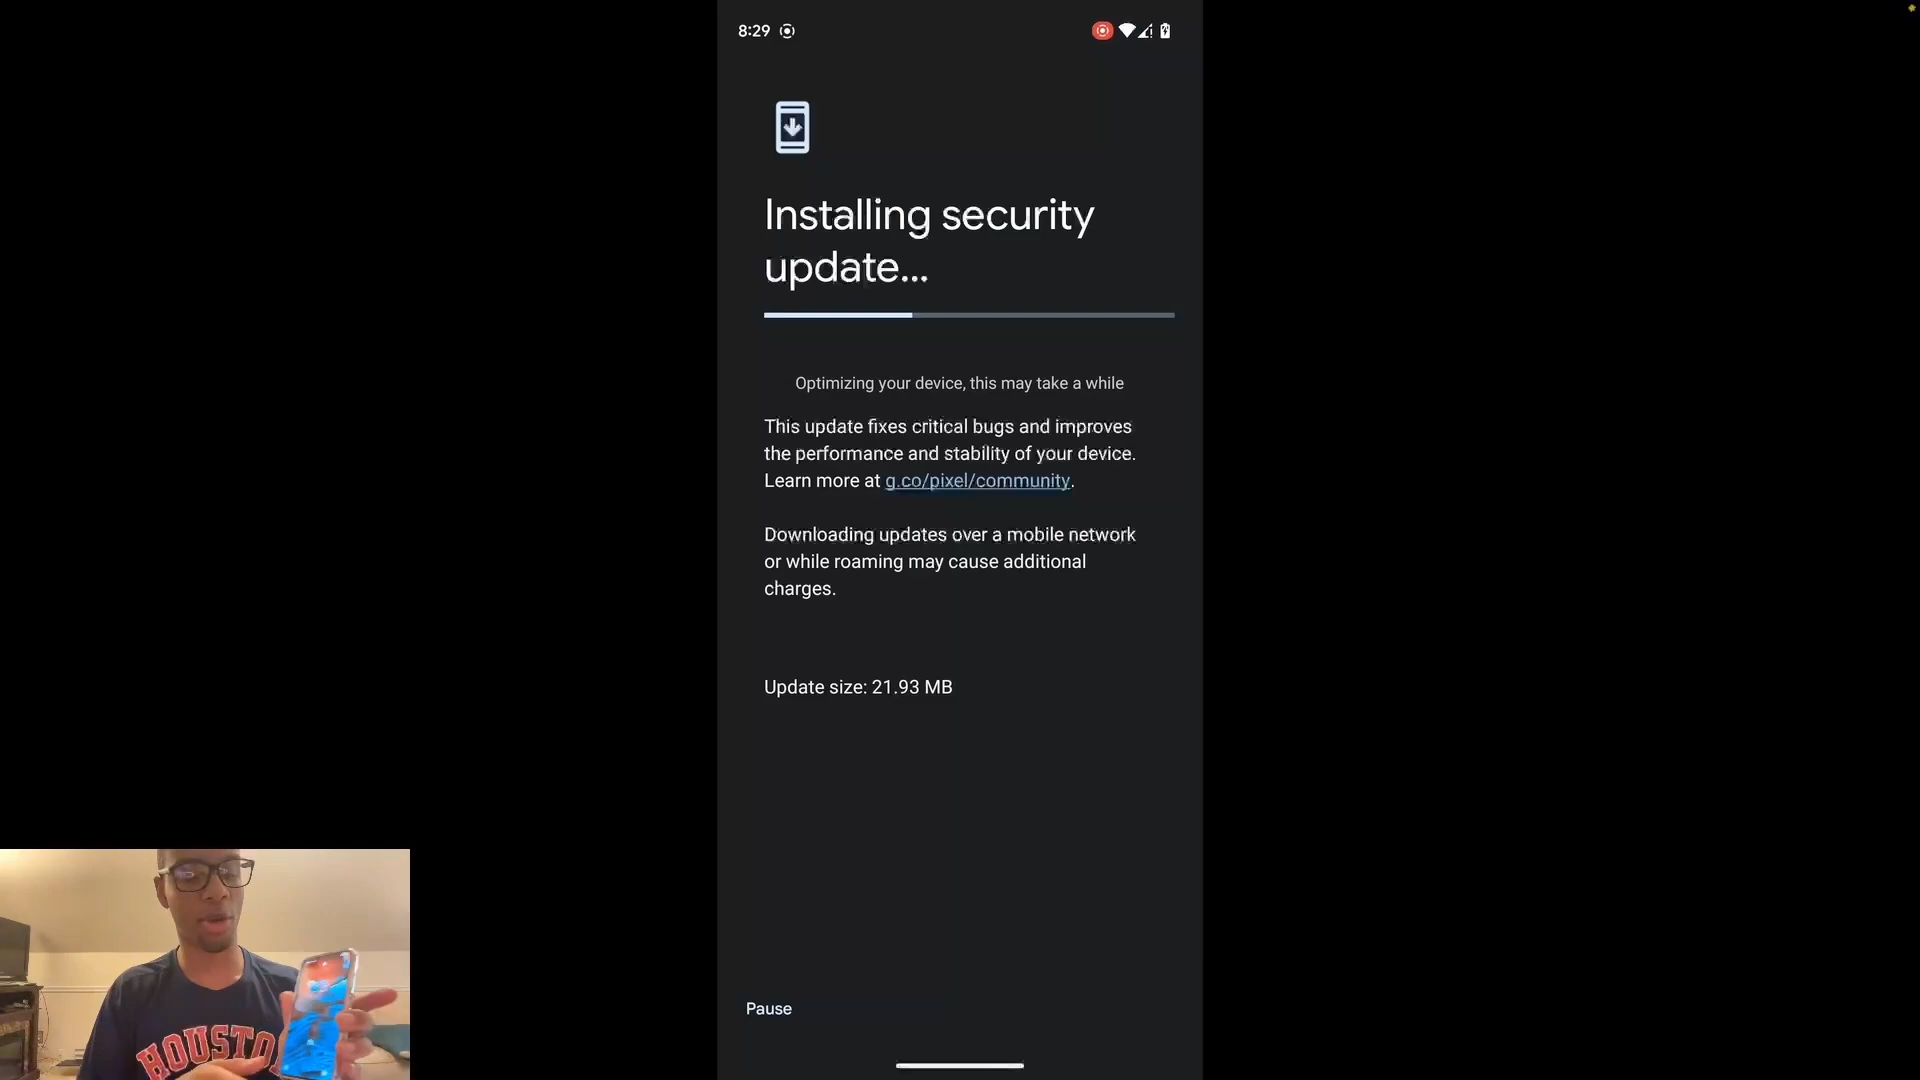 8:29
Installing security
update...
Optimizing your device, this may take a while
This update fixes critical bugs and improves
the performance and stability of your device.
Learn more at g.co/pixel/community.
Downloading updates over a mobile network
or while roaming may cause additional
charges.
Update size: 21.93 MB
Pause
HOUSTO